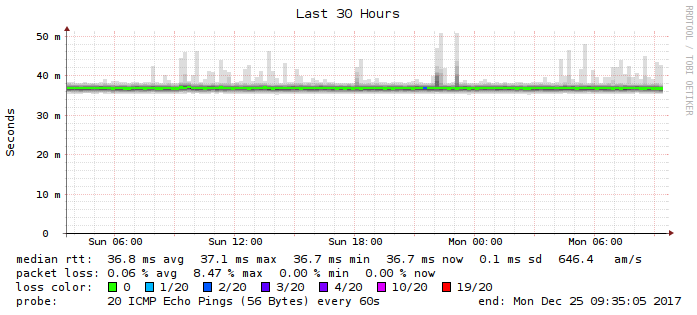 Last 30 Hours
RRDTOOL / TOBI OETIKER
Seconds
50 m
40 m
30 m
20 m
10 m
0
Sun 06:00 Sun 12:00 Sun 18:00 Mon 00:00 Mon 06:00
median rtt: 36.8 ms avg 37.1 ms max 36.7 ms min 36.7 ms now 0.1 ms sd 646.4 am/s
packet loss: 0.06 % avg 8.47 % max 0.00 % min 0.00 % now
loss color: 0 1/20 2/20 3/20 4/20 10/20 19/20
probe: 20 ICMP Echo Pings (56 Bytes) every 60s end: Mon Dec 25 09:35:05 2017